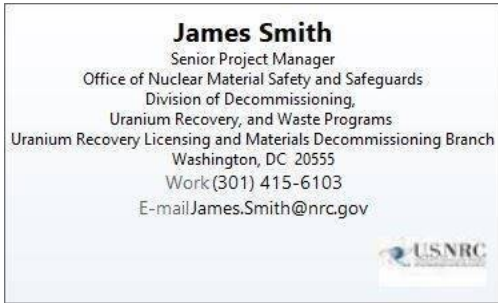 James Smith
Senior Project Manager
Office of Nuclear Material Safety and Safeguards
Division of Decommissioning,
Uranium Recovery, and Waste Programs
Uranium Recovery Licensing and Materials Decommissioning Branch
Washington, DC 20555
Work (301) 415-6103
E-mail James.Smith@nrc.gov
USNRC